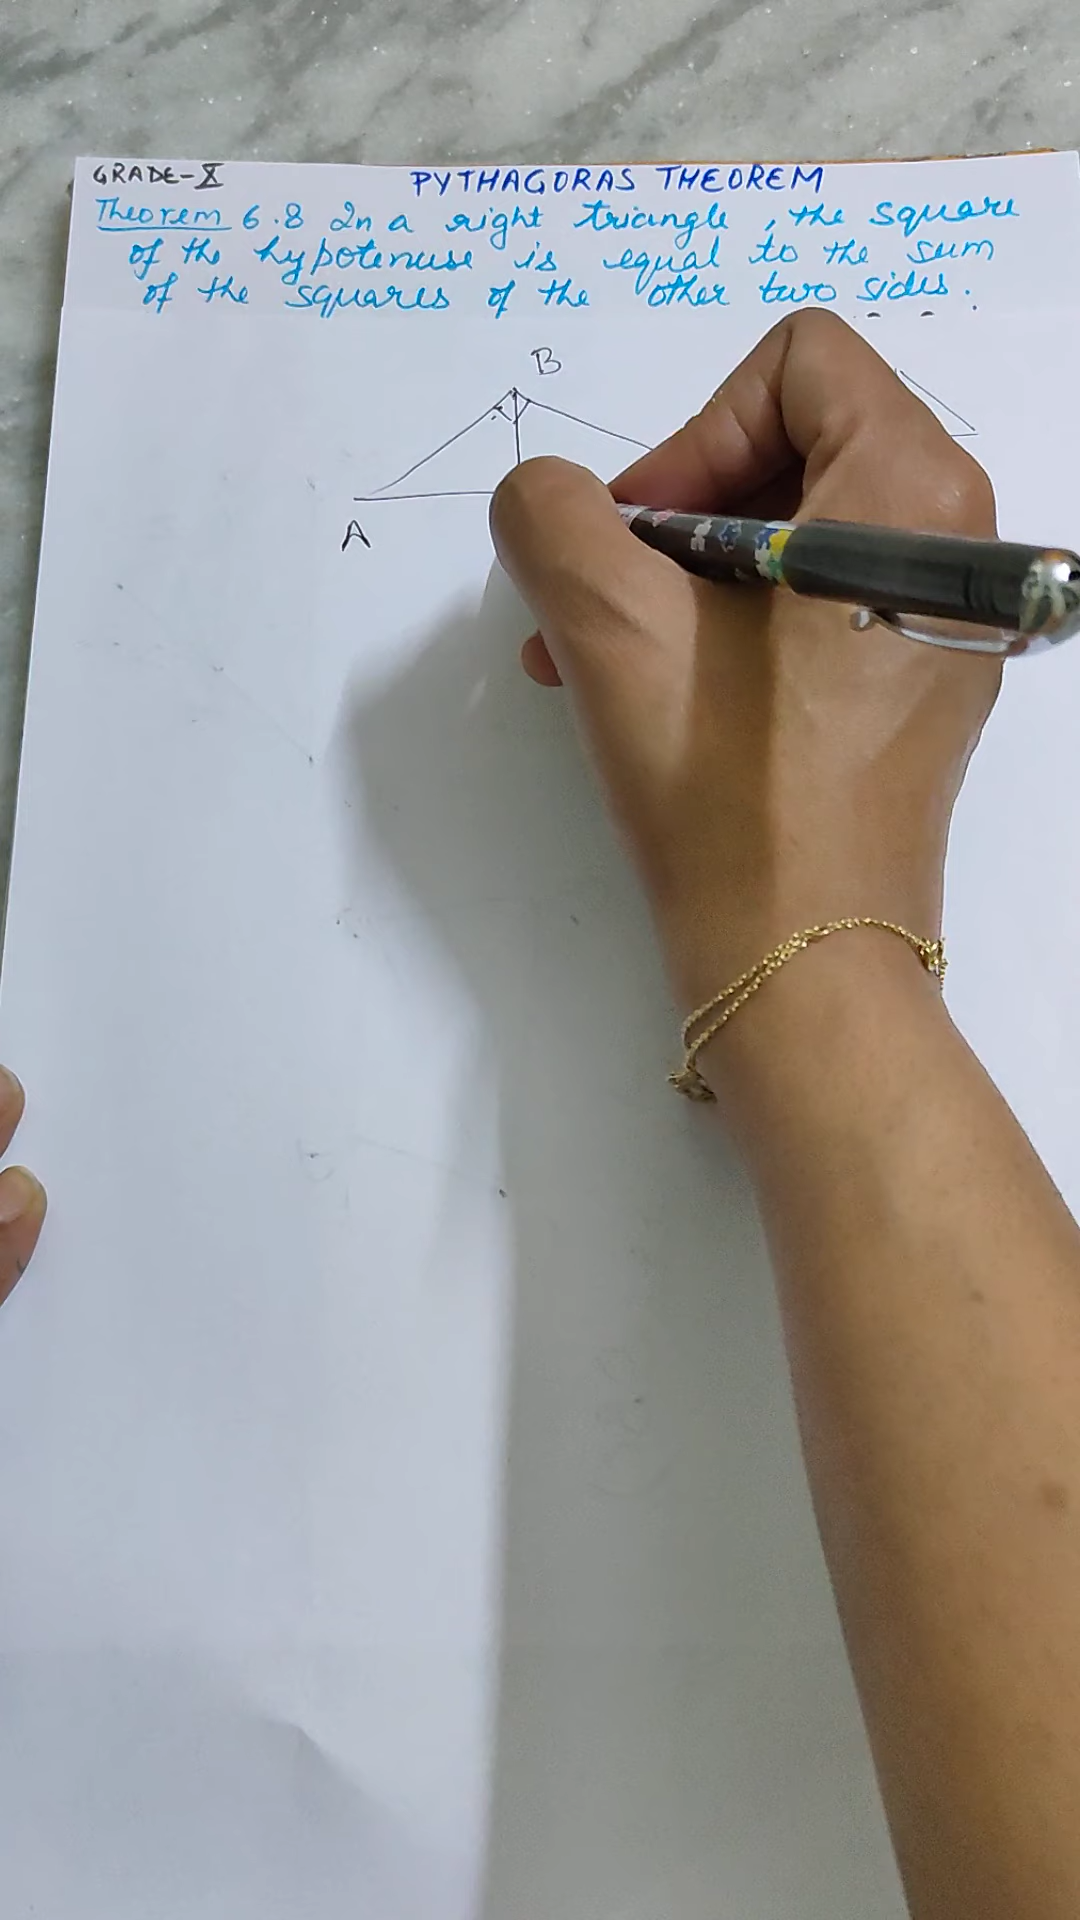 GRADE-X PYTHAGORAS THEOREM
Theorem 6.8 In a right triangle, the square
of the hypotenuse is equal to the sum
of the squares of the other two sides.
B
A